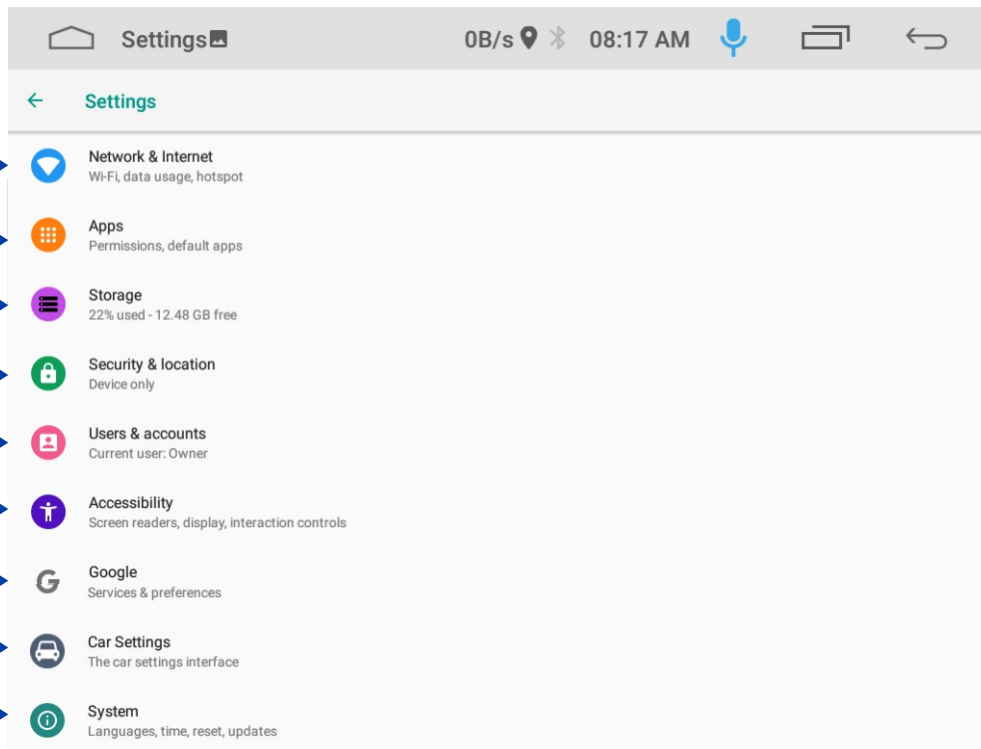 Settings 0B/s 08:17 AM
Settings
Network & Internet
Wi-Fi, data usage, hotspot
Apps
Permissions, default apps
Storage
22% used - 12.48 GB free
Security & location
Device only
Users & accounts
Current user: Owner
Accessibility
Screen readers, display, interaction controls
Google
Services & preferences
Car Settings
The car settings interface
System
Languages, time, reset, updates